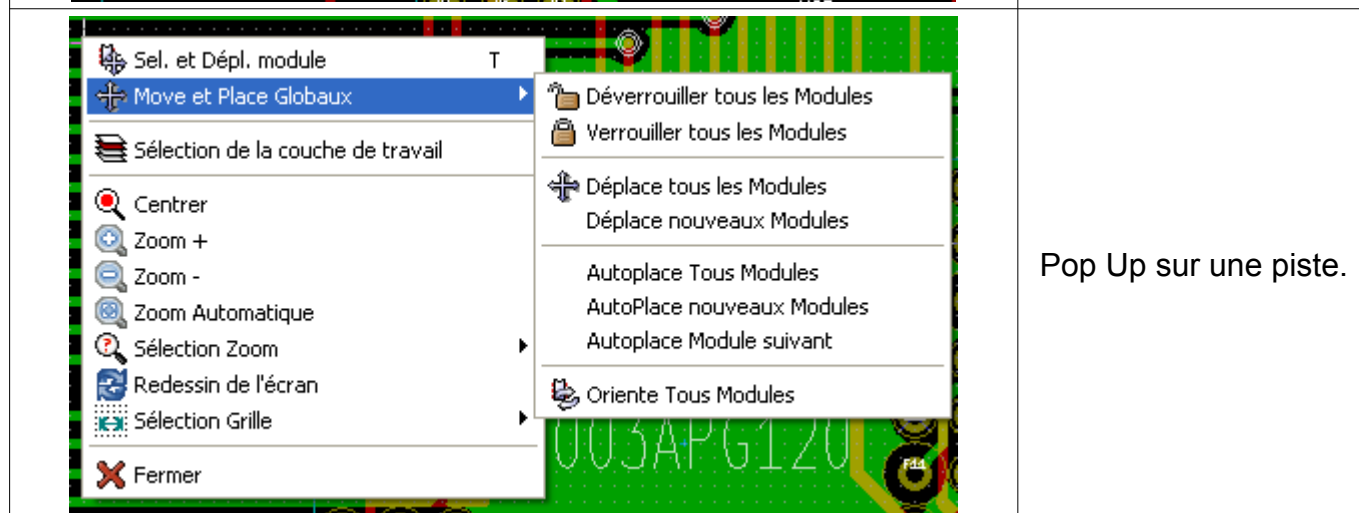 Sel. et Dépl. module T
Move et Place Globaux
Sélection de la couche de travail
Centrer
Zoom +
Zoom -
Zoom Automatique
Sélection Zoom
Redessin de l'écran
Sélection Grille
Fermer
Déverrouiller tous les Modules
Verrouiller tous les Modules
Déplace tous les Modules
Déplace nouveaux Modules
Autoplace Tous Modules
AutoPlace nouveaux Modules
Autoplace Module suivant
Oriente Tous Modules
003APG120
Pop Up sur une piste.